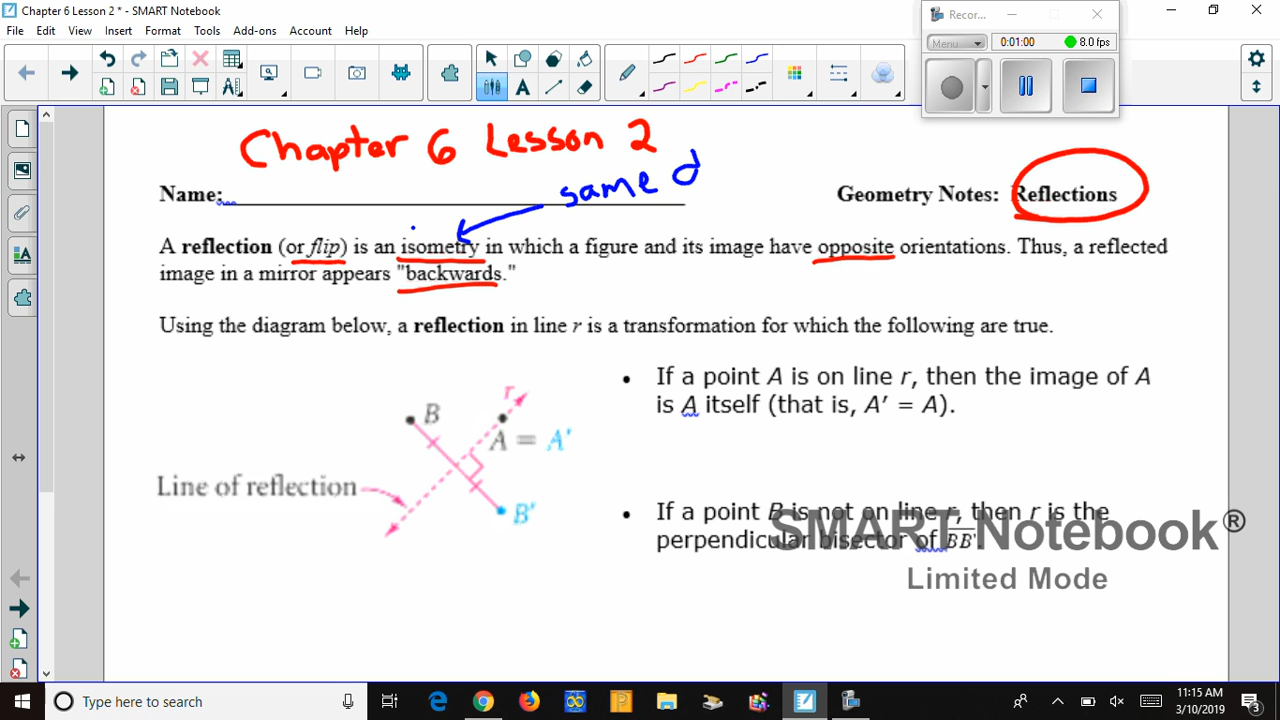 Chapter 6 Lesson 2 * - SMART Notebook
Recor...
File Edit View Insert Format Tools Add-ons Account Help
Menu 0:01:00 8.0 fps
Chapter 6 Lesson 2
same d
Name:
Geometry Notes: Reflections
A reflection (or flip) is an isometry in which a figure and its image have opposite orientations. Thus, a reflected
image in a mirror appears "backwards."
Using the diagram below, a reflection in line r is a transformation for which the following are true.
If a point A is on line r, then the image of A
is A itself (that is, A' = A).
r
B
A = A'
Line of reflection
B'
If a point B is not on line r, then r is the
perpendicular bisector of BB'
SMART Notebook®
Limited Mode
Type here to search
11:15 AM
3/10/2019
3